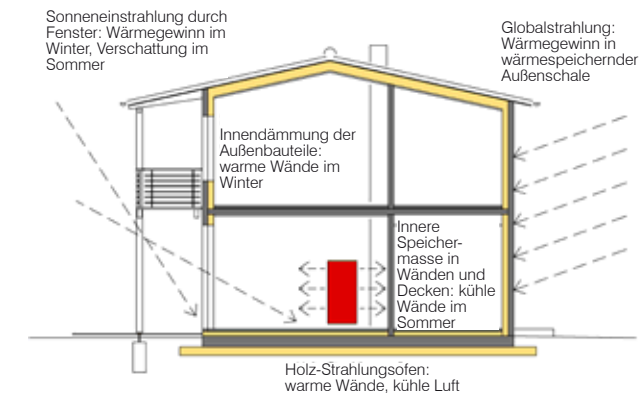 Sonneneinstrahlung durch
Fenster: Wärmegewinn im
Winter, Verschattung im
Sommer
Globalstrahlung:
Wärmegewinn in
wärmespeichernder
Außenschale
Innendämmung der
Außenbauteile:
warme Wände im
Winter
Innere
Speicher-
masse in
Wänden und
Decken: kühle
Wände im
Sommer
Holz-Strahlungsofen:
warme Wände, kühle Luft